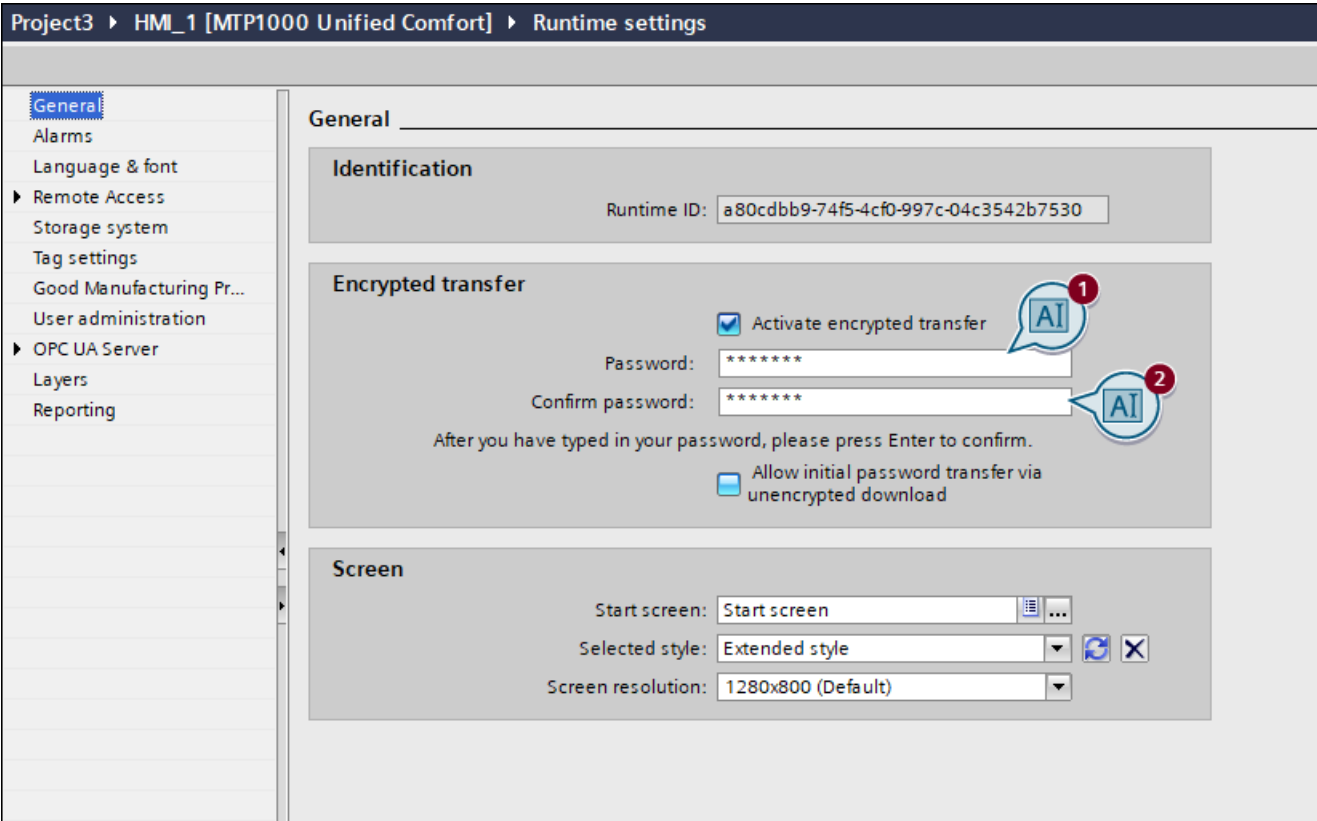 Project3 ▸ HMI_1 [MTP1000 Unified Comfort] ▸ Runtime settings
General
Alarms
Language & font
Remote Access
Storage system
Tag settings
Good Manufacturing Pr...
User administration
OPC UA Server
Layers
Reporting
General
Identification
Runtime ID: a80cdbb9-74f5-4cf0-997c-04c3542b7530
Encrypted transfer
1
AI
Activate encrypted transfer
Password: *******
2
AI
Confirm password: *******
After you have typed in your password, please press Enter to confirm.
Allow initial password transfer via
unencrypted download
Screen
Start screen: Start screen ...
Selected style: Extended style
Screen resolution: 1280x800 (Default)